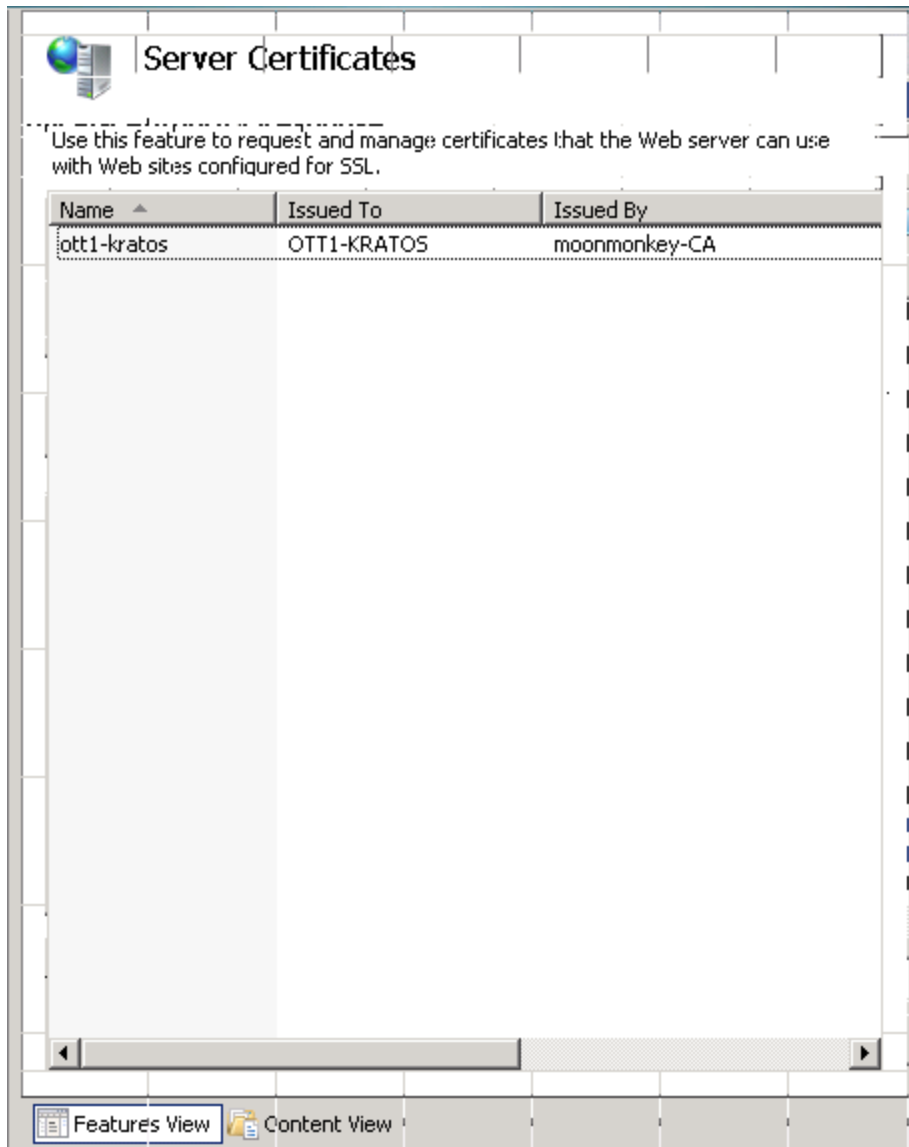 Server Certificates
Use this feature to request and manage certificates that the Web server can use
with Web sites configured for SSL.
Name Issued To Issued By
ott1-kratos OTT1-KRATOS moonmonkey-CA
Features View Content View